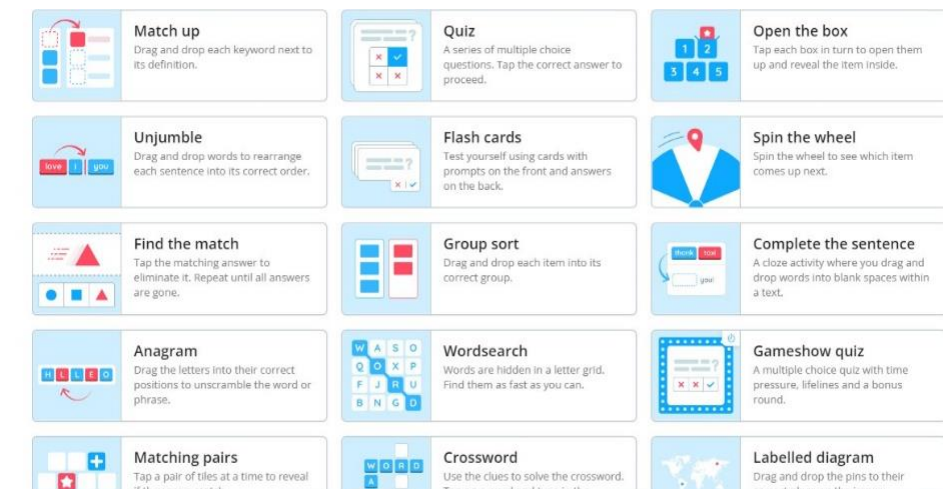 Match up
Drag and drop each keyword next to
its definition.
Quiz
A series of multiple choice
questions. Tap the correct answer to
proceed.
1 2
3 4 5
Open the box
Tap each box in turn to open them
up and reveal the item inside.
love I you
Unjumble
Drag and drop words to rearrange
each sentence into its correct order.
Flash cards
Test yourself using cards with
prompts on the front and answers
on the back.
Spin the wheel
Spin the wheel to see which item
comes up next.
Find the match
Tap the matching answer to
eliminate it. Repeat until all answers
are gone.
Group sort
Drag and drop each item into its
correct group.
thank you!
Complete the sentence
A cloze activity where you drag and
drop words into blank spaces within
a text.
H L L E O
Anagram
Drag the letters into their correct
positions to unscramble the word or
phrase.
W A S O
Q O X P
F J R U
B N G D
Wordsearch
Words are hidden in a letter grid.
Find them as fast as you can.
Gameshow quiz
A multiple choice quiz with time
pressure, lifelines and a bonus
round.
Matching pairs
Tap a pair of tiles at a time to reveal
W O R D
A
Crossword
Use the clues to solve the crossword.
Labelled diagram
Drag and drop the pins to their